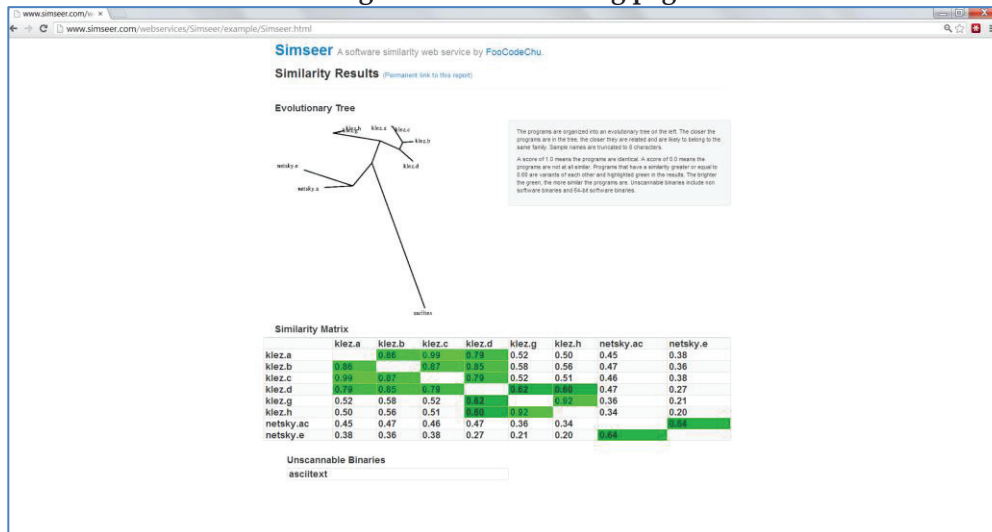 www.simseer.com/w
www.simseer.com/webservices/Simseer/example/Simseer.html
Simseer A software similarity web service by FooCodeChu.
Similarity Results (Permanent link to this report)
Evolutionary Tree
klez.h klez.a klez.c
klez.b
klez.d
netsky.e
netsky.a
asciitex
The programs are organized into an evolutionary tree on the left. The closer the
programs are in the tree, the closer they are related and are likely to belong to the
same family. Sample names are truncated to 8 characters.
A score of 1.0 means the programs are identical. A score of 0.0 means the
programs are not at all similar. Programs that have a similarity greater or equal to
0.60 are variants of each other and highlighted green in the results. The brighter
the green, the more similar the programs are. Unscannable binaries include non
software binaries and 64-bit software binaries.
Similarity Matrix
klez.a klez.b klez.c klez.d klez.g klez.h netsky.ac netsky.e
klez.a 0.86 0.99 0.79 0.52 0.50 0.45 0.38
klez.b 0.86 0.87 0.85 0.58 0.56 0.47 0.36
klez.c 0.99 0.87 0.79 0.52 0.51 0.46 0.38
klez.d 0.79 0.85 0.79 0.62 0.60 0.47 0.27
klez.g 0.52 0.58 0.52 0.62 0.92 0.36 0.21
klez.h 0.50 0.56 0.51 0.60 0.92 0.34 0.20
netsky.ac 0.45 0.47 0.46 0.47 0.36 0.34 0.64
netsky.e 0.38 0.36 0.38 0.27 0.21 0.20 0.64
Unscannable Binaries
asciitext